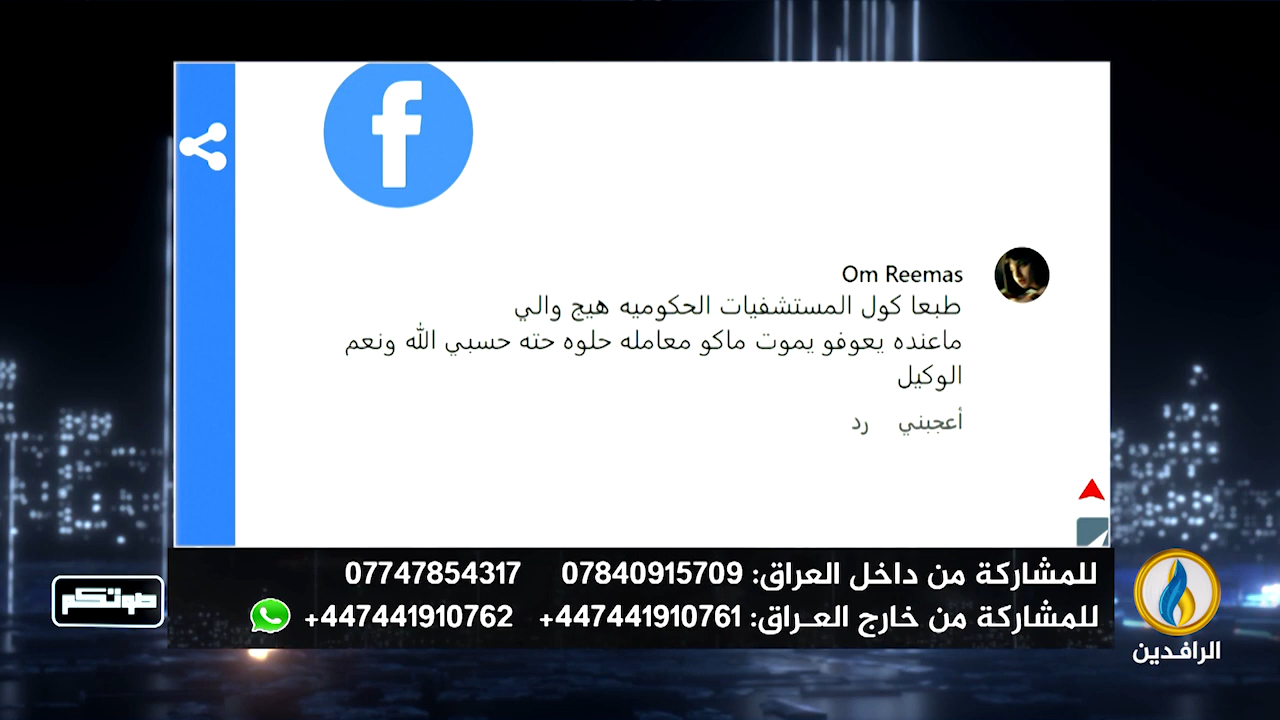 Om Reemas
طبعا كول المستشفيات الحكوميه هيج والي
ماعنده يعوفو يموت ماكو معامله حلوه حته حسبي الله ونعم
الوكيل
أعجبني رد
للمشاركة من داخل العراق: 07840915709 07747854317
للمشاركة من خارج العـراق: 447441910761+ 447441910762+
صوتكم
الرافـدين